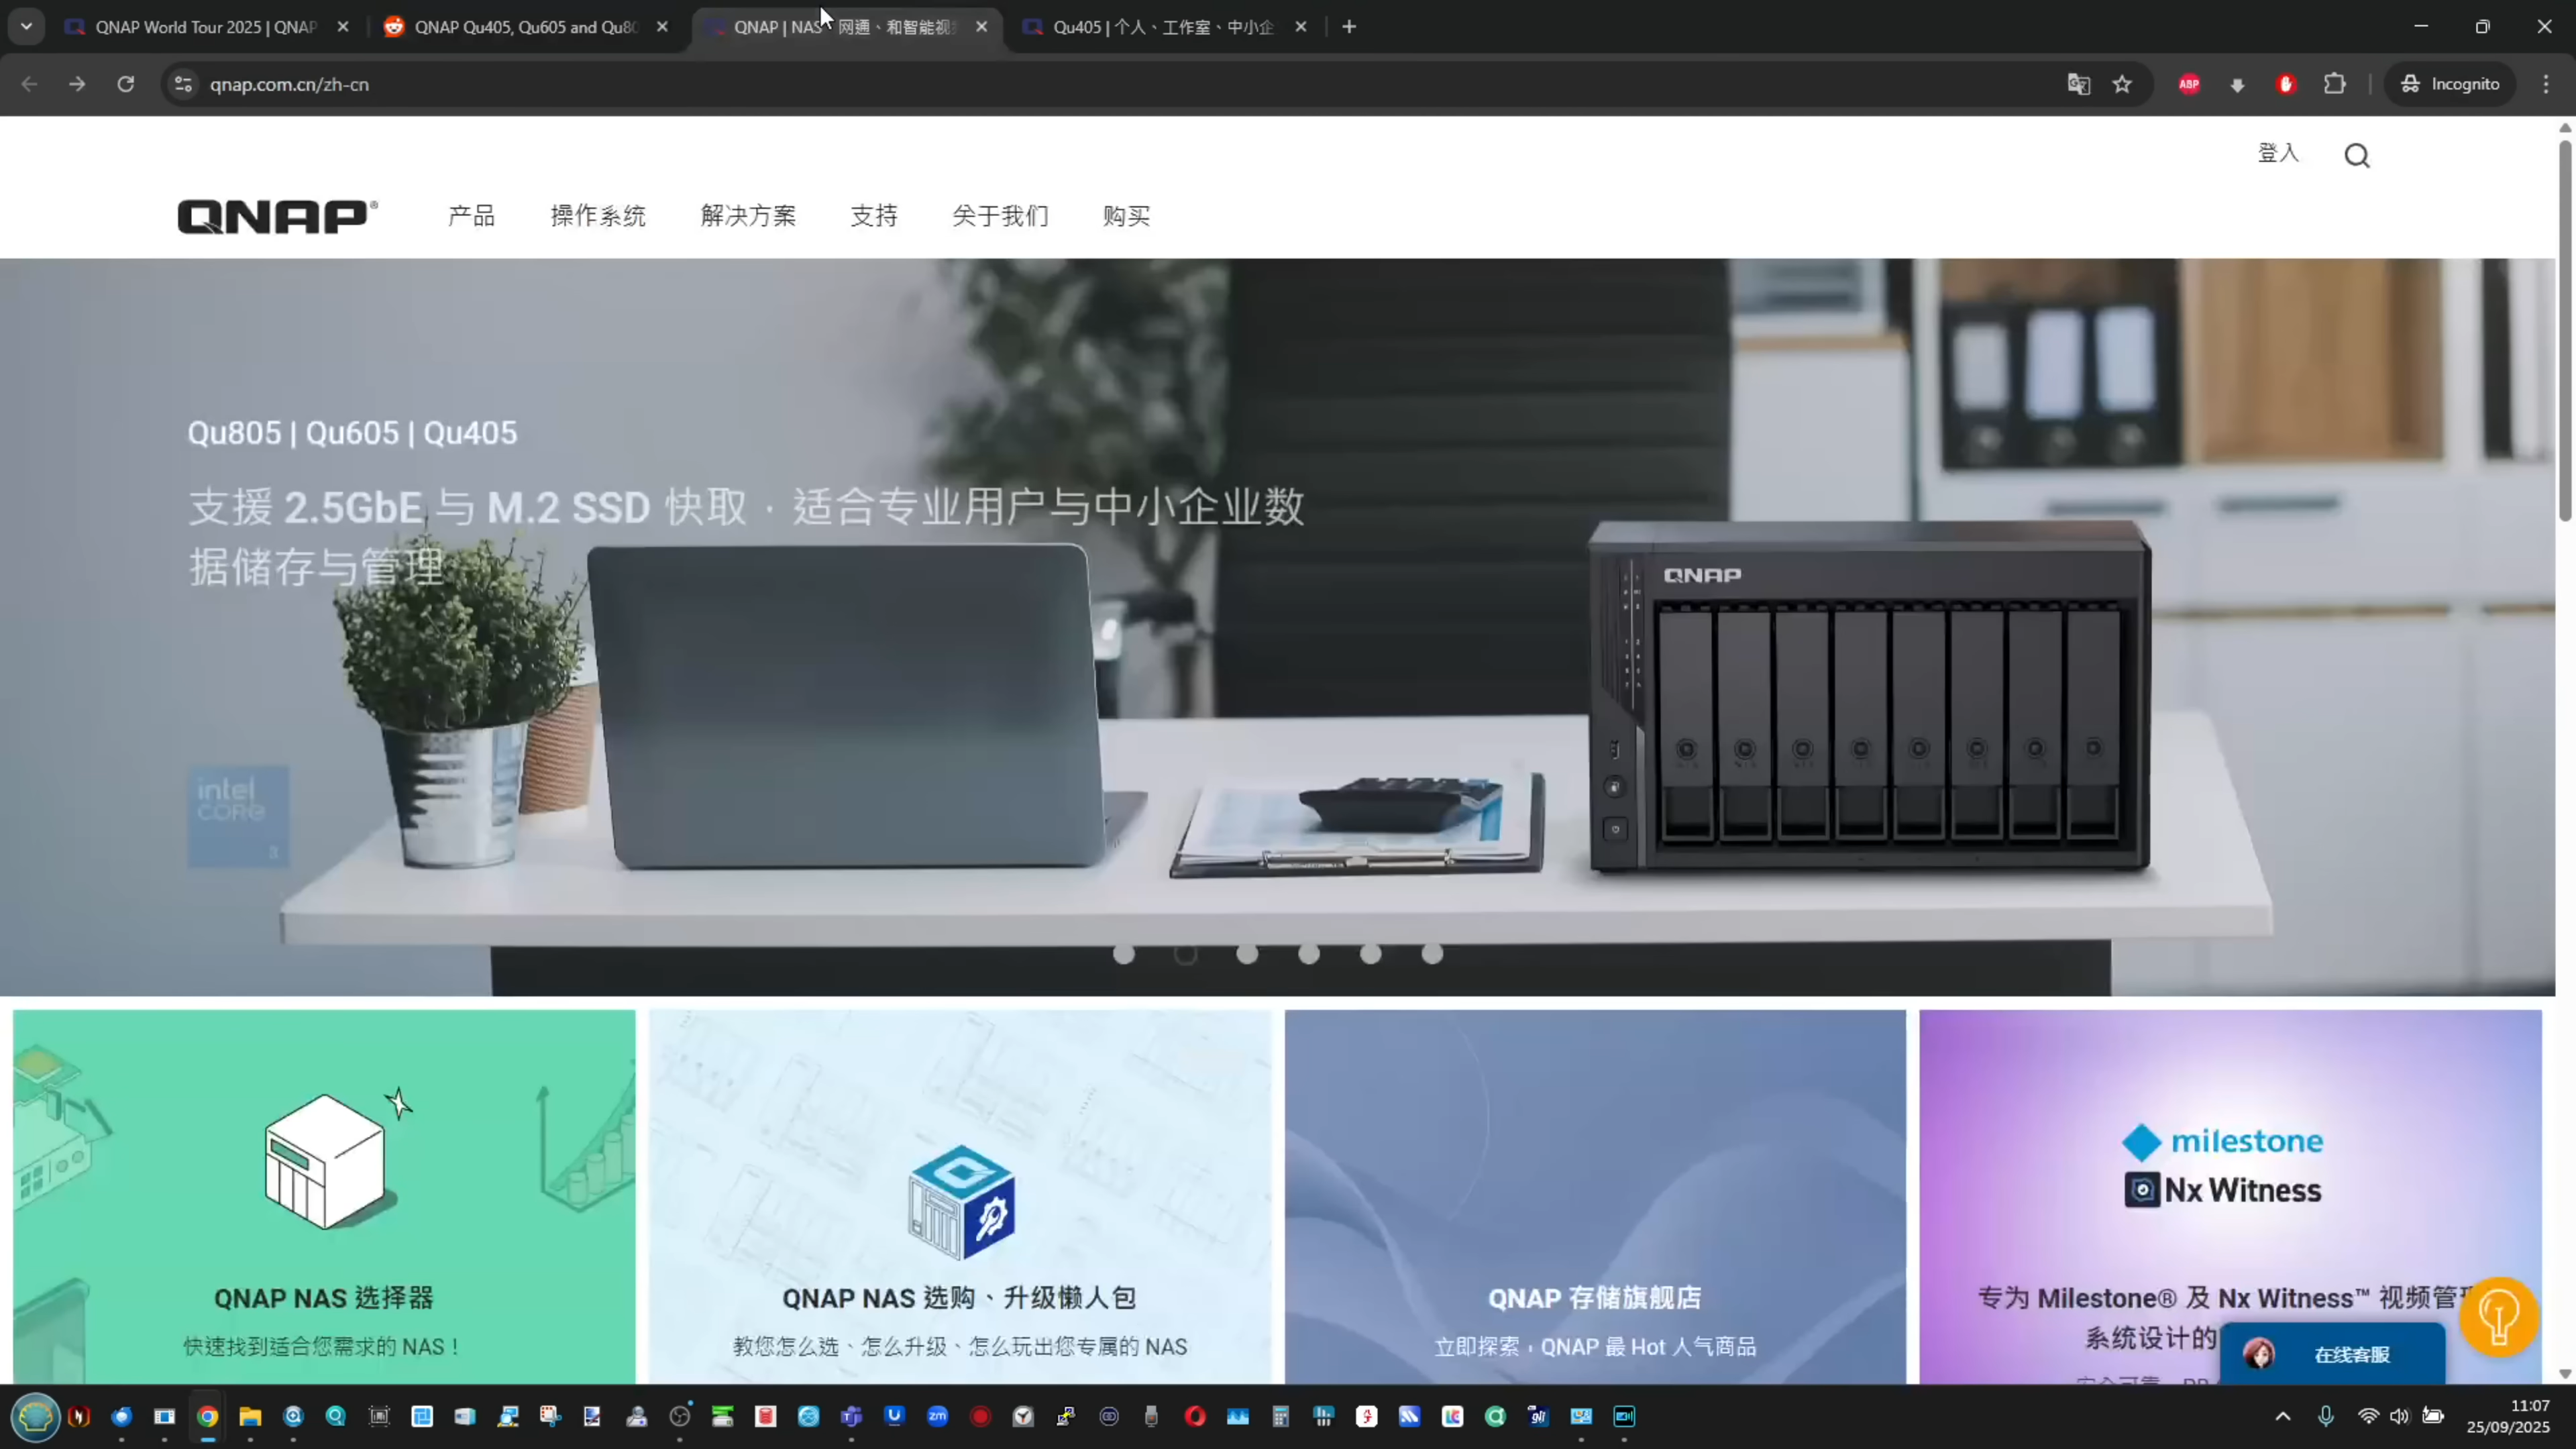 QNAP World Tour 2025 | QNAP
QNAP Qu405, Qu605 and Qu80
QNAP | NAS 网通、和智能视频
Qu405 | 个人、工作室、中小企
qnap.com.cn/zh-cn
ABP
Incognito
登入
QNAP
产品
操作系统
解决方案
支持
关于我们
购买
Qu805 | Qu605 | Qu405
支援 2.5GbE 与 M.2 SSD 快取，适合专业用户与中小企业数
据储存与管理
QNAP
intel
CORE
3
milestone
Nx Witness
QNAP NAS 选择器
快速找到适合您需求的 NAS！
QNAP NAS 选购、升级懒人包
教您怎么选、怎么升级、怎么玩出您专属的 NAS
QNAP 存储旗舰店
立即探索，QNAP 最 Hot 人气商品
专为 Milestone® 及 Nx Witness™ 视频管理
系统设计的
在线客服
zm
11:07
25/09/2025